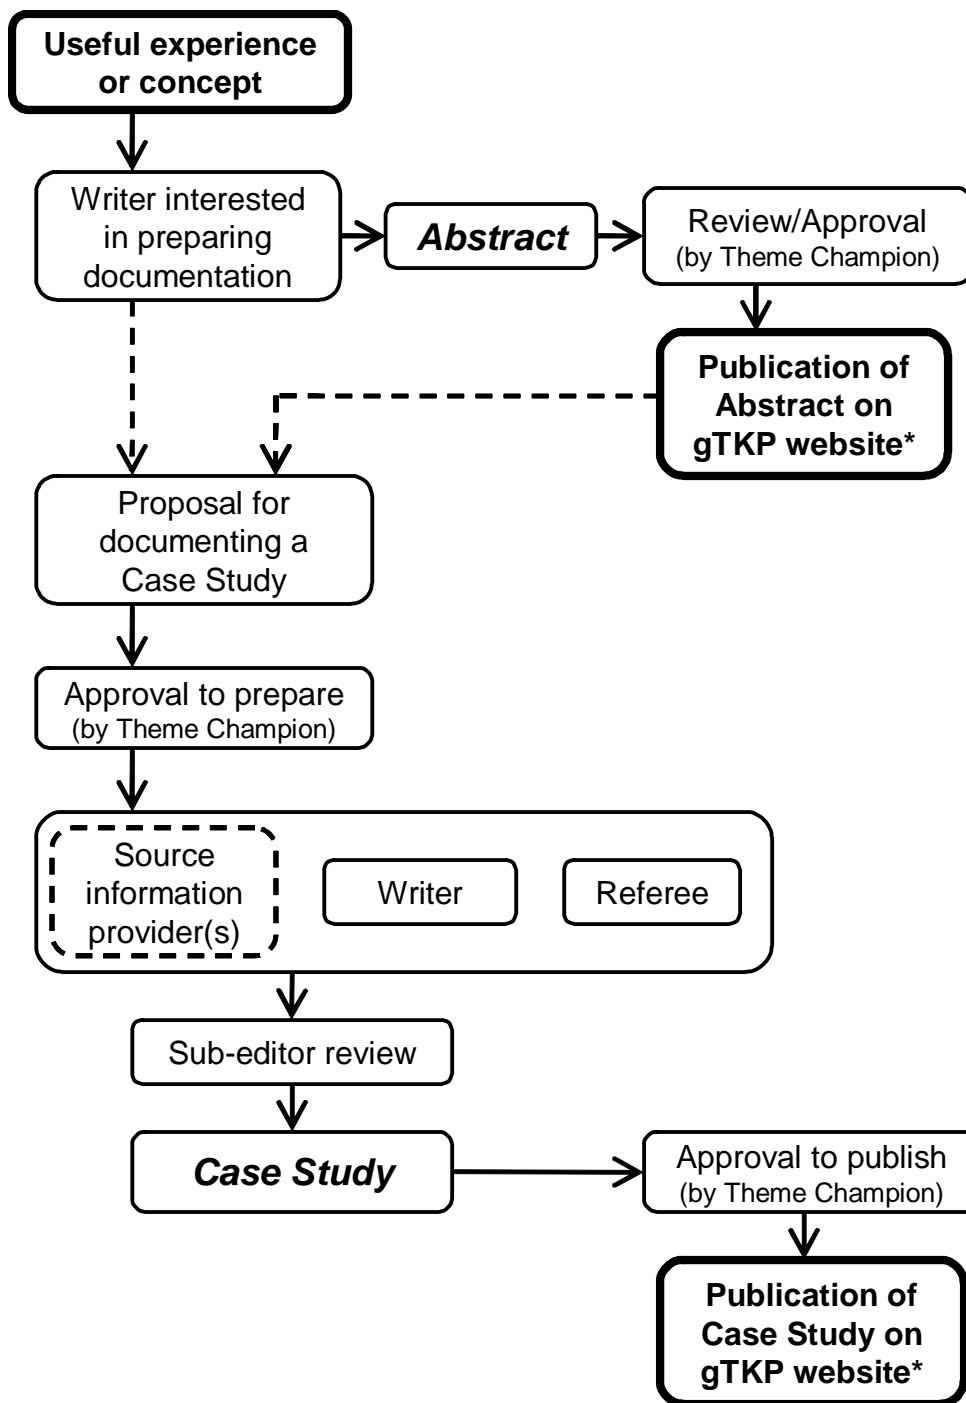 Useful experience
or concept
Writer interested
in preparing
documentation
Abstract
Review/Approval
(by Theme Champion)
Publication of
Abstract on
gTKP website*
Proposal for
documenting a
Case Study
Approval to prepare
(by Theme Champion)
Source
information
provider(s)
Writer
Referee
Sub-editor review
Case Study
Approval to publish
(by Theme Champion)
Publication of
Case Study on
gTKP website*